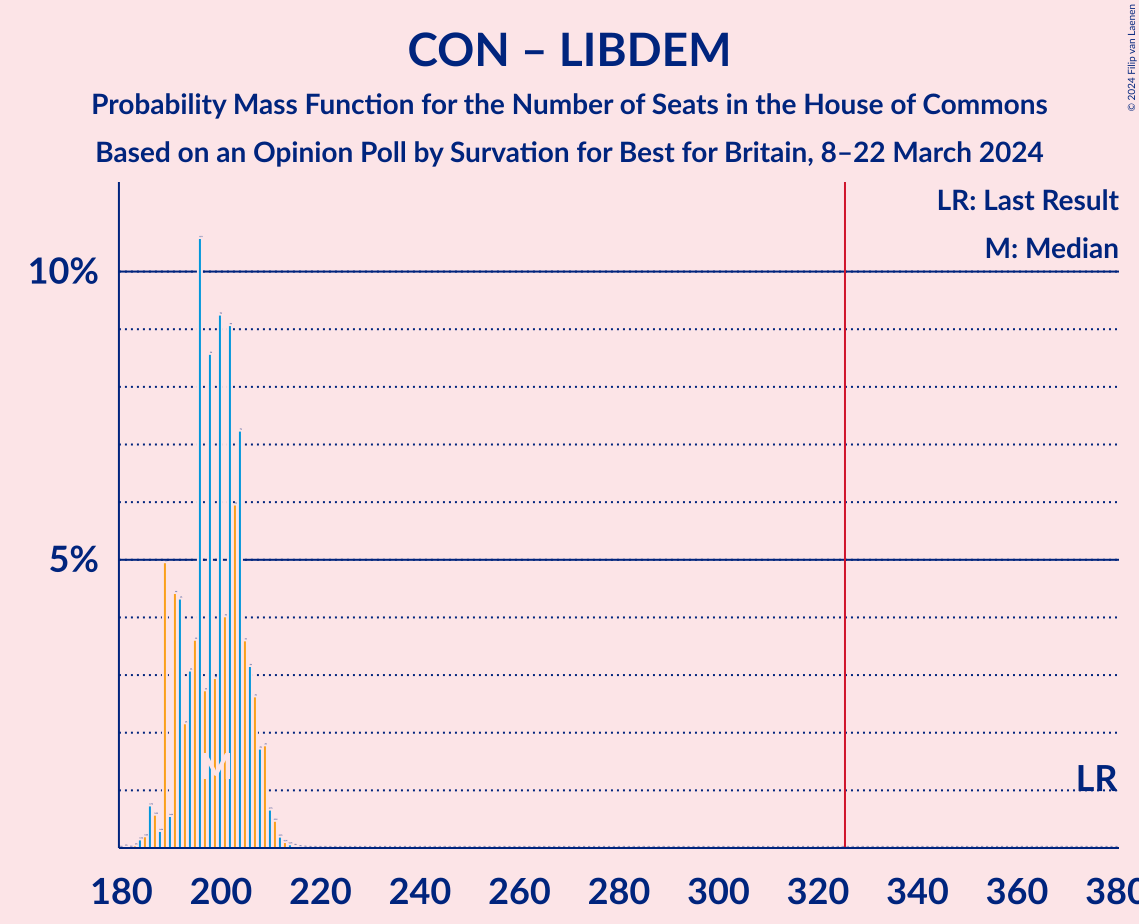 CON – LIBDEM
Probability Mass Function for the Number of Seats in the House of Commons
Based on an Opinion Poll by Survation for Best for Britain, 8–22 March 2024
© 2024 Filip van Laenen
LR: Last Result
M: Median
10%
5%
M
LR
180 200 220 240 260 280 300 320 340 360 380